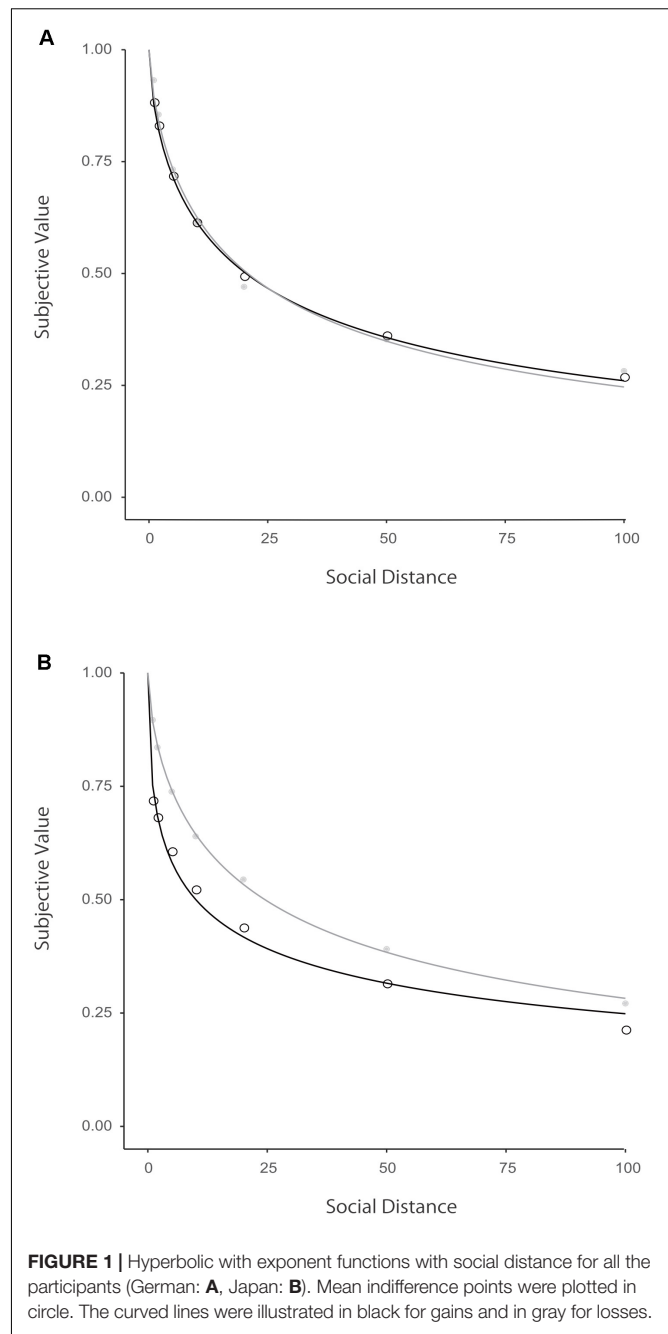 A
1.00
0.75
0.50
0.25
0.00
Subjective Value
0 25 50 75 100
Social Distance
B
1.00
0.75
0.50
0.25
0.00
Subjective Value
0 25 50 75 100
Social Distance
FIGURE 1 | Hyperbolic with exponent functions with social distance for all the
participants (German: A, Japan: B). Mean indifference points were plotted in
circle. The curved lines were illustrated in black for gains and in gray for losses.